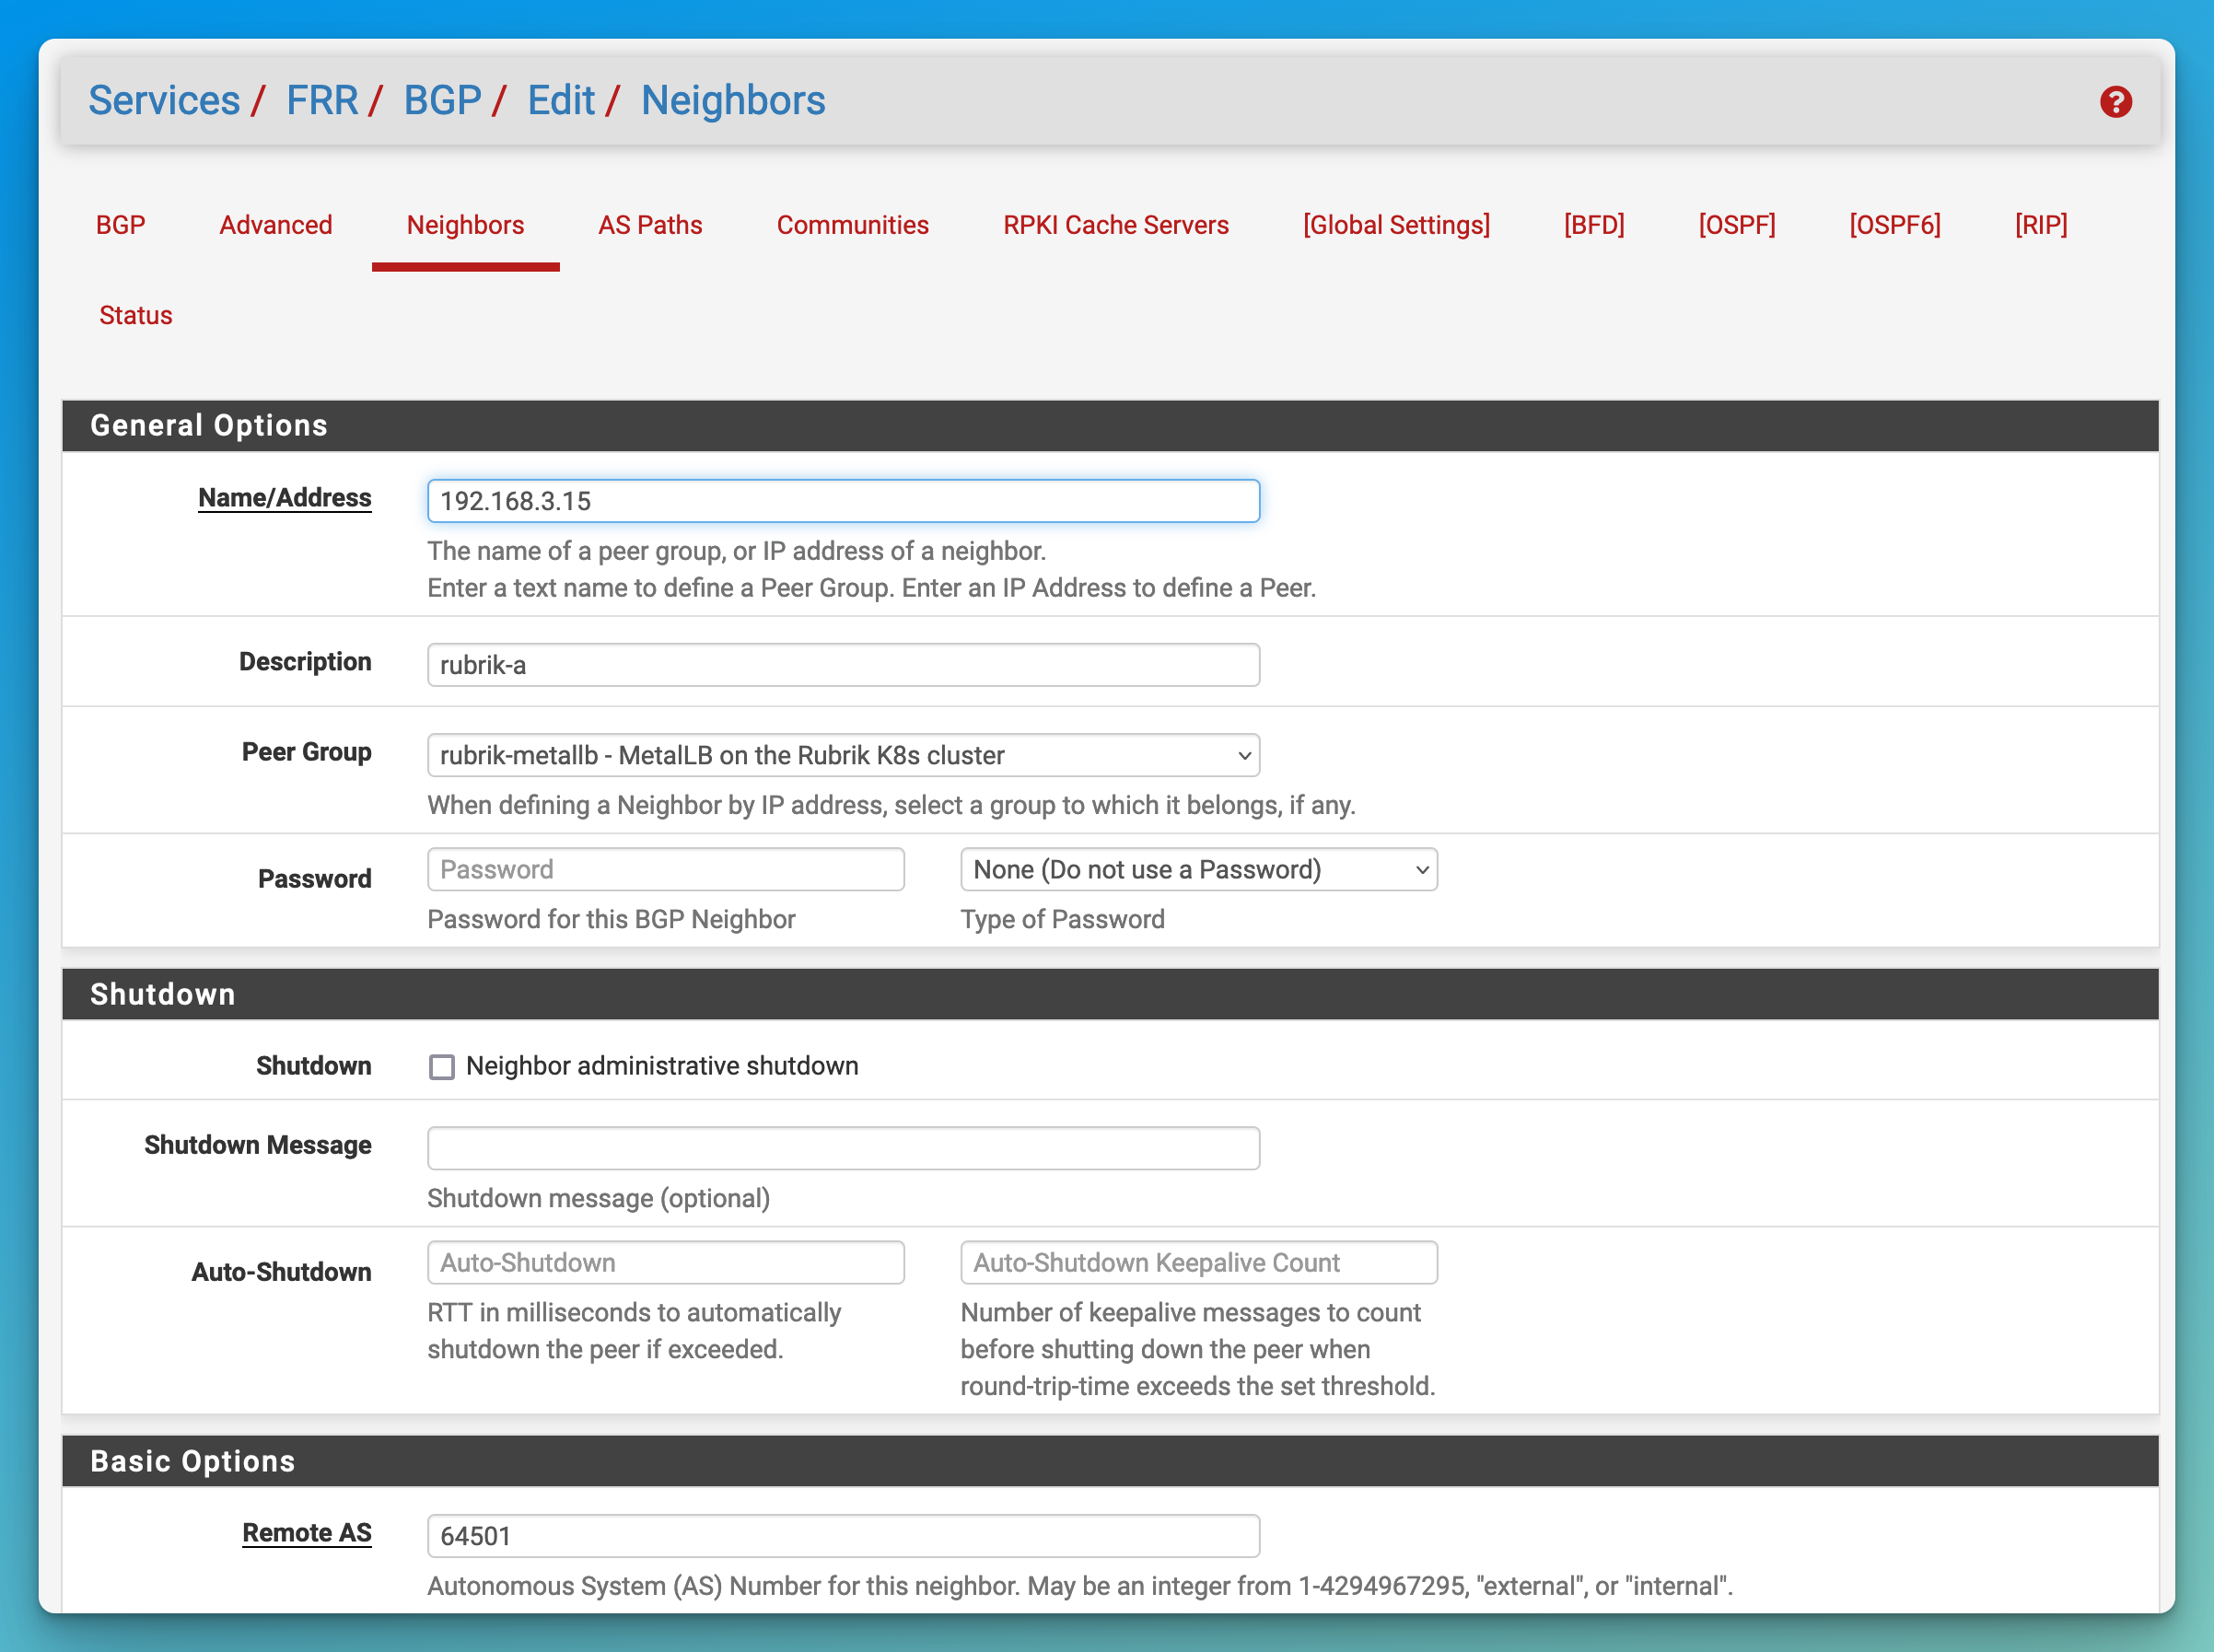 Services / FRR / BGP / Edit / Neighbors
BGP Advanced Neighbors AS Paths Communities RPKI Cache Servers [Global Settings] [BFD] [OSPF] [OSPF6] [RIP]
Status
General Options
Name/Address 192.168.3.15
The name of a peer group, or IP address of a neighbor.
Enter a text name to define a Peer Group. Enter an IP Address to define a Peer.
Description rubrik-a
Peer Group rubrik-metallb - MetalLB on the Rubrik K8s cluster
When defining a Neighbor by IP address, select a group to which it belongs, if any.
Password Password None (Do not use a Password)
Password for this BGP Neighbor Type of Password
Shutdown
Shutdown Neighbor administrative shutdown
Shutdown Message
Shutdown message (optional)
Auto-Shutdown Auto-Shutdown Auto-Shutdown Keepalive Count
RTT in milliseconds to automatically
shutdown the peer if exceeded.
Number of keepalive messages to count
before shutting down the peer when
round-trip-time exceeds the set threshold.
Basic Options
Remote AS 64501
Autonomous System (AS) Number for this neighbor. May be an integer from 1-4294967295, "external", or "internal".